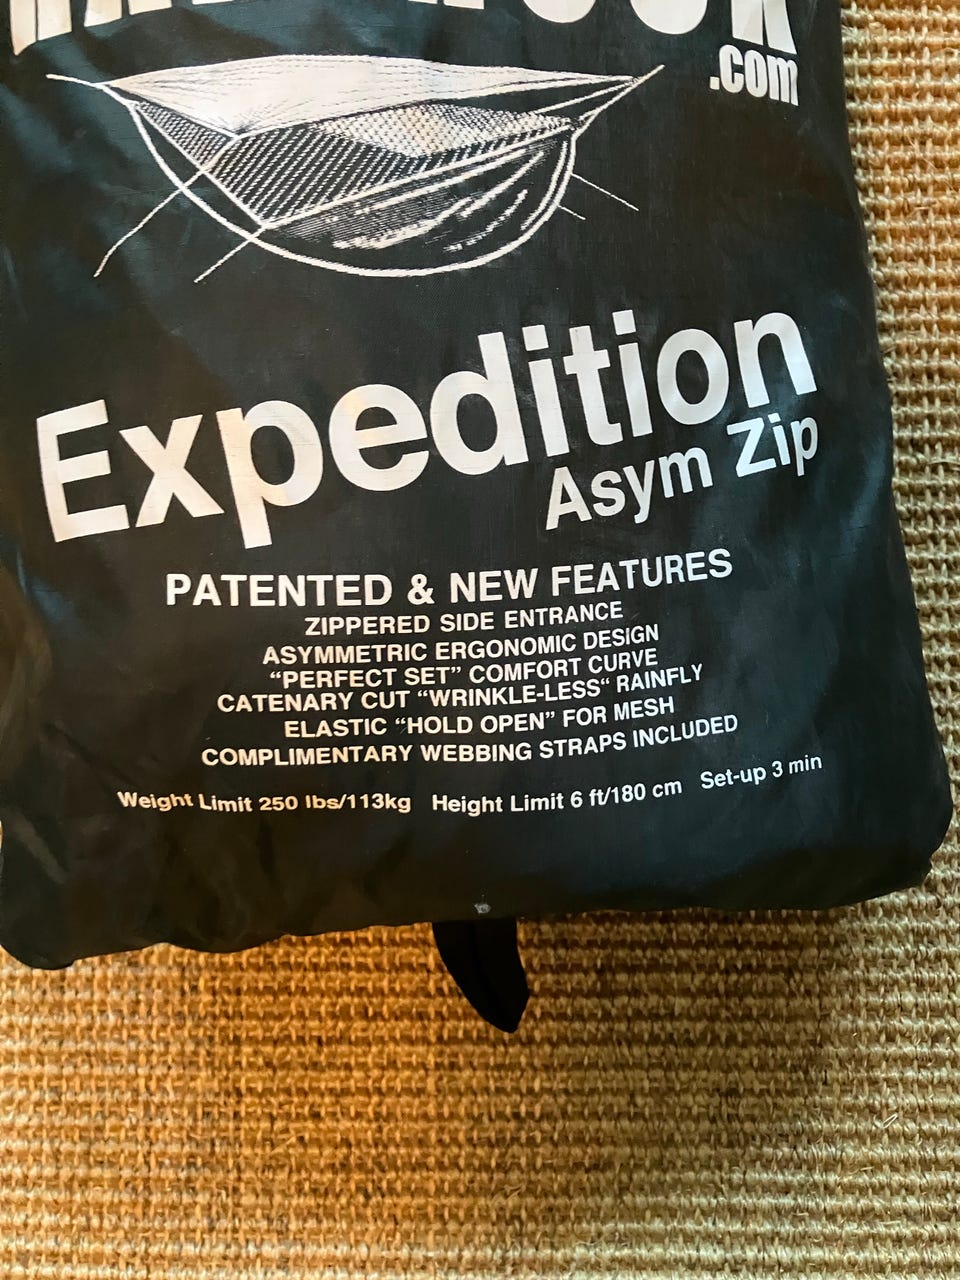 .com
Expedition
Asym Zip
PATENTED & NEW FEATURES
ZIPPERED SIDE ENTRANCE
ASYMMETRIC ERGONOMIC DESIGN
“PERFECT SET” COMFORT CURVE
CATENARY CUT “WRINKLE-LESS“ RAINFLY
ELASTIC “HOLD OPEN” FOR MESH
COMPLIMENTARY WEBBING STRAPS INCLUDED
Weight Limit 250 lbs/113kg Height Limit 6 ft/180 cm Set-up 3 min